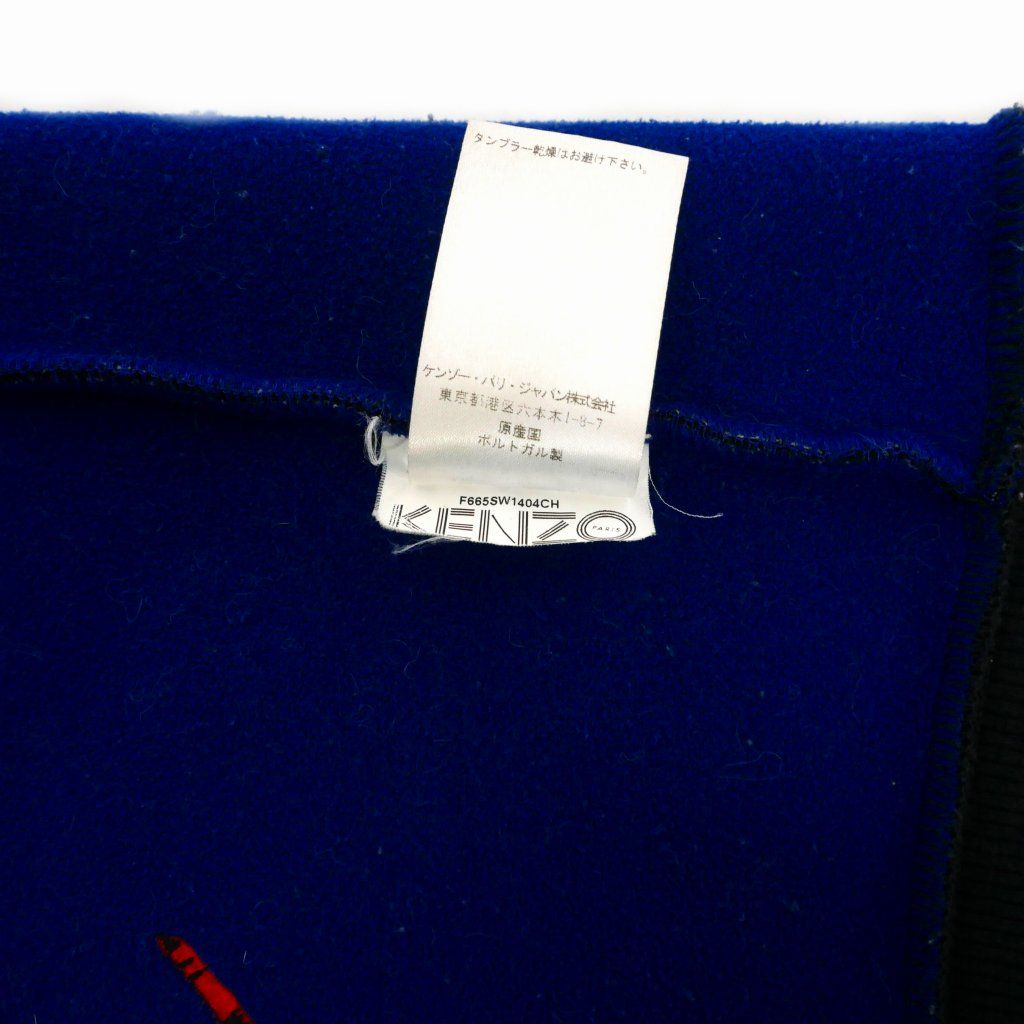 タンブラー乾燥はお避け下さい。
ケンゾー・パリ・ジャパン株式会社
東京都港区六本木1-8-7
原産国
ポルトガル製
F665SW1404CH
KENZO
PARIS